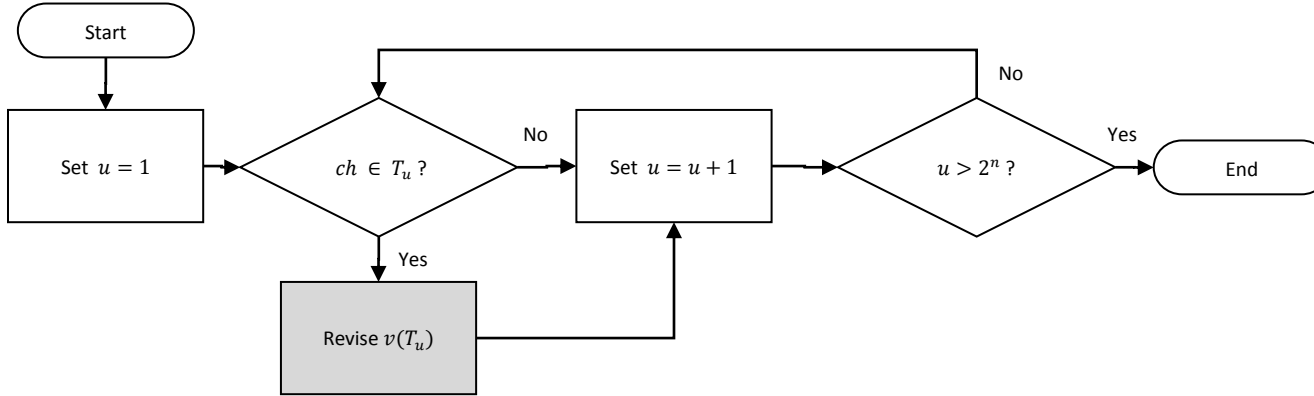 Start
No
No
Yes
Set u = 1
ch ∈ T_u ?
Set u = u + 1
u > 2^n ?
End
Yes
Revise v(T_u)